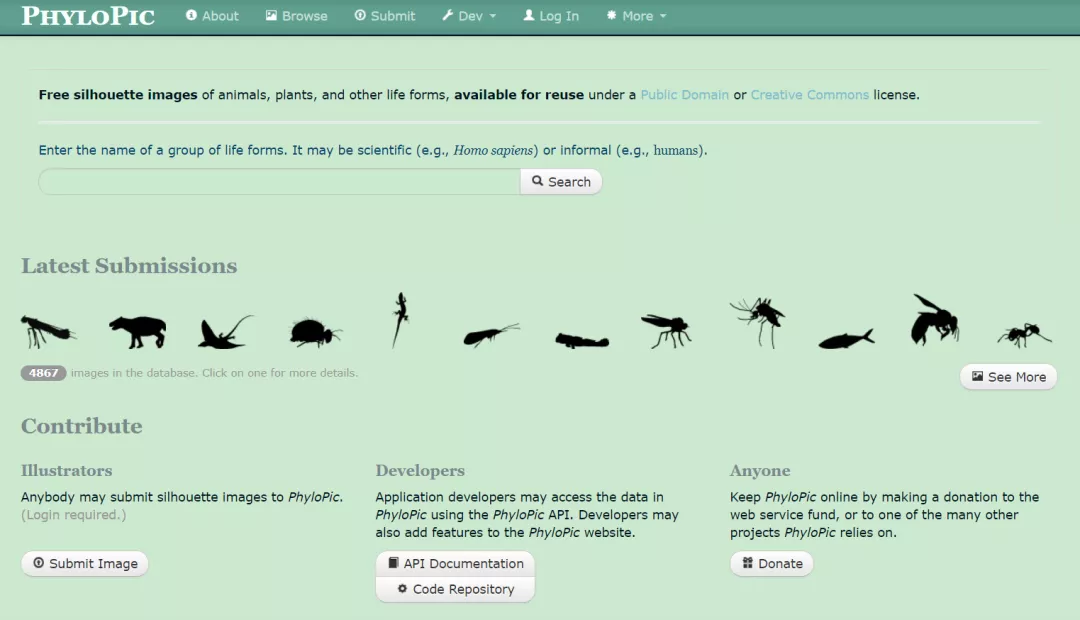 PHYLOPIC About Browse Submit Dev Log In More
Free silhouette images of animals, plants, and other life forms, available for reuse under a Public Domain or Creative Commons license.
Enter the name of a group of life forms. It may be scientific (e.g., Homo sapiens) or informal (e.g., humans).
Search
Latest Submissions
4867 images in the database. Click on one for more details.
See More
Contribute
Illustrators
Anybody may submit silhouette images to PhyloPic.
(Login required.)
Submit Image
Developers
Application developers may access the data in
PhyloPic using the PhyloPic API. Developers may
also add features to the PhyloPic website.
API Documentation
Code Repository
Anyone
Keep PhyloPic online by making a donation to the
web service fund, or to one of the many other
projects PhyloPic relies on.
Donate